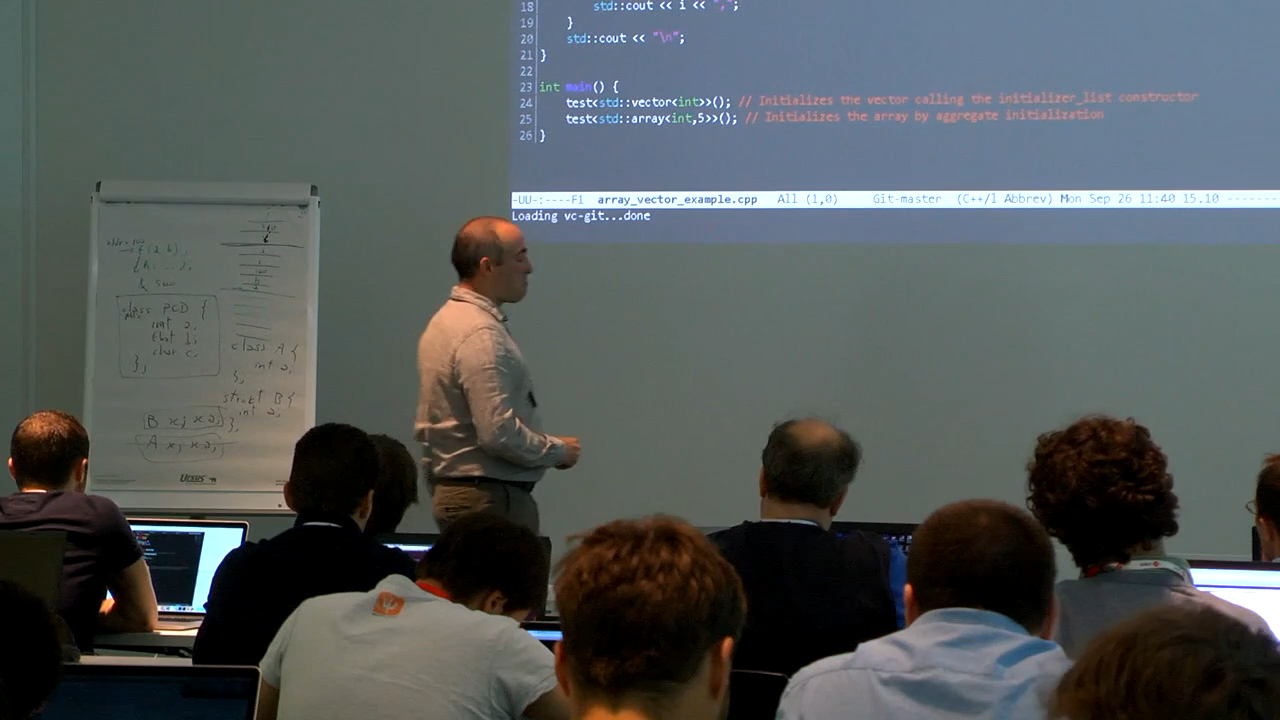 18 std::cout << i << ",";
19 }
20 std::cout << "\n";
21 }
22
23 int main() {
24 test<std::vector<int>>(); // Initializes the vector calling the initializer_list constructor
25 test<std::array<int,5>>(); // Initializes the array by aggregate initialization
26 }
-UU-:----F1 array_vector_example.cpp All (1,0) Git-master (C++/l Abbrev) Mon Sep 26 11:40 15.10 -------
Loading vc-git...done
class POD {
int a;
char c;
};
class A {
int a;
};
struct B {
int a;
};
B x; x.a;
A x; x.a;